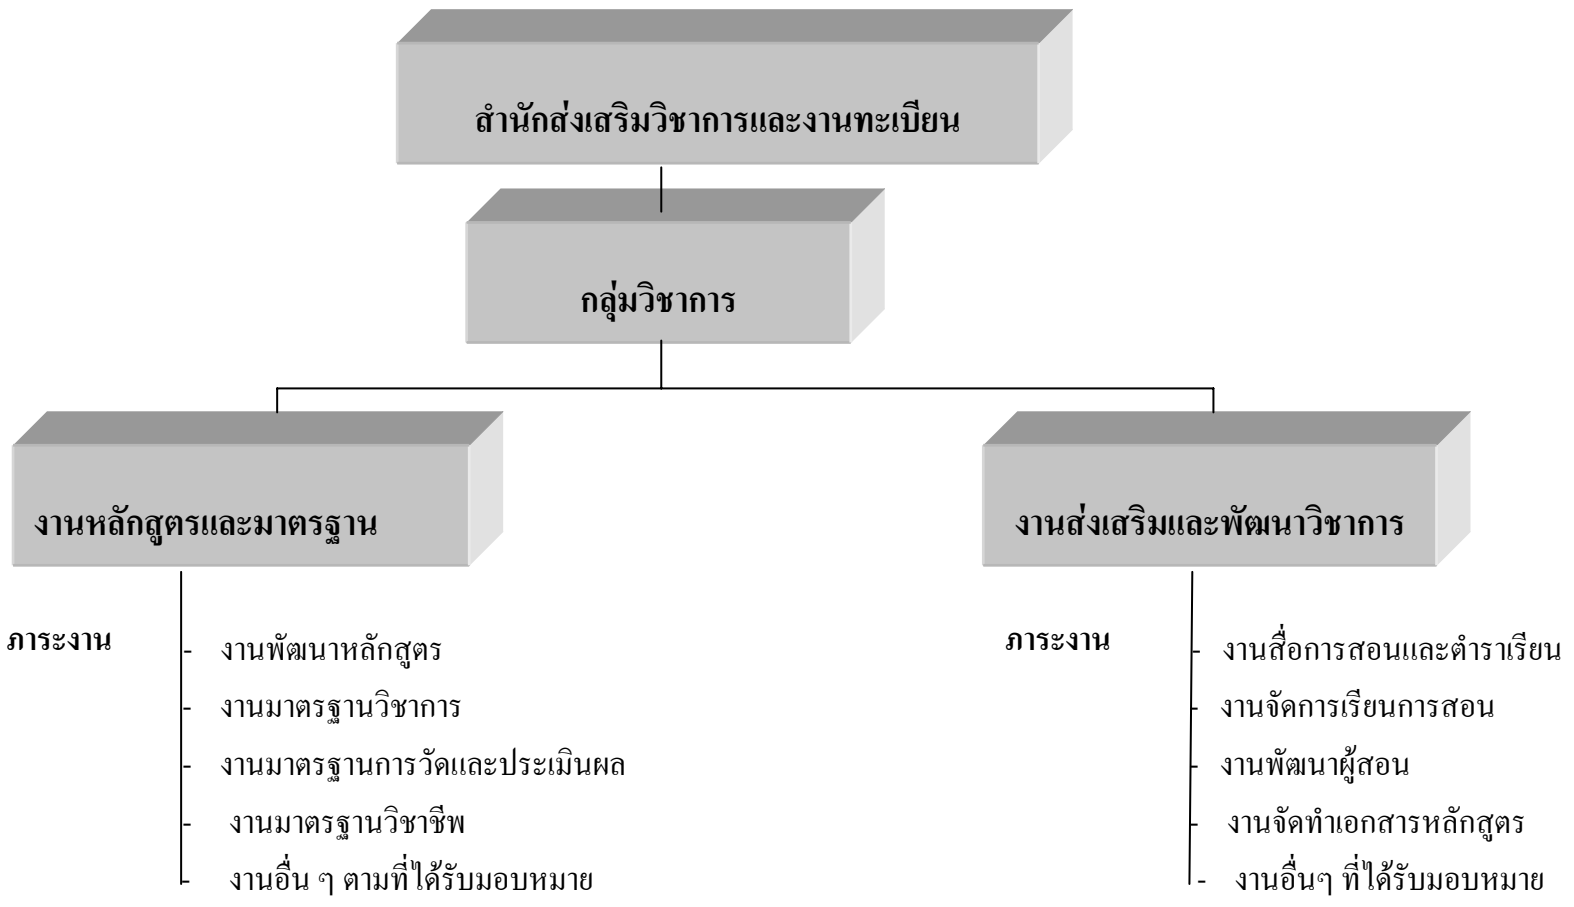 สำนักส่งเสริมวิชาการและงานทะเบียน
กลุ่มวิชาการ
งานหลักสูตรและมาตรฐาน
ภาระงาน
- งานพัฒนาหลักสูตร
- งานมาตรฐานวิชาการ
- งานมาตรฐานการวัดและประเมินผล
- งานมาตรฐานวิชาชีพ
- งานอื่น ๆ ตามที่ได้รับมอบหมาย
งานส่งเสริมและพัฒนาวิชาการ
ภาระงาน
- งานสื่อการสอนและตำราเรียน
- งานจัดการเรียนการสอน
- งานพัฒนาผู้สอน
- งานจัดทำเอกสารหลักสูตร
- งานอื่นๆ ที่ได้รับมอบหมาย